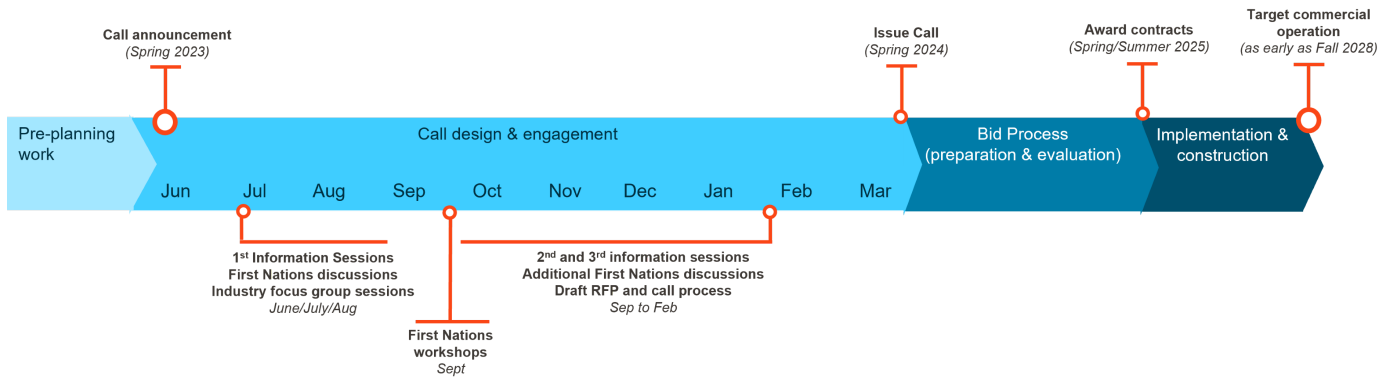 Call announcement
(Spring 2023)
Issue Call
(Spring 2024)
Award contracts
(Spring/Summer 2025)
Target commercial
operation
(as early as Fall 2028)
Pre-planning
work
Call design & engagement
Bid Process
(preparation & evaluation)
Implementation &
construction
Jun Jul Aug Sep Oct Nov Dec Jan Feb Mar
1st Information Sessions
First Nations discussions
Industry focus group sessions
June/July/Aug
First Nations
workshops
Sept
2nd and 3rd information sessions
Additional First Nations discussions
Draft RFP and call process
Sep to Feb